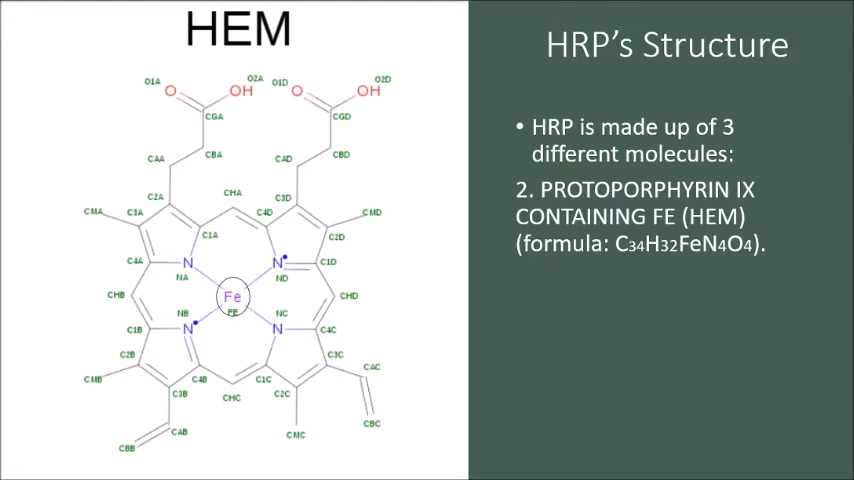 HEM
O1A O2A O1D O2D
O OH O OH
CGA CGD
CAA CBA CAD CBD
C2A CHA C3D
CMA C3A C4D CMD
C1A C2D
C4A N N C1D
NA ND
CHB Fe CHD
NB FE NC
C1B N N C4C
C2B C3C
CMB C4B C1C CAC
C3B CHC C2C
CAB CMC CBC
CBB
HRP's Structure
• HRP is made up of 3
different molecules:
2. PROTOPORPHYRIN IX
CONTAINING FE (HEM)
(formula: C34H32FeN4O4).